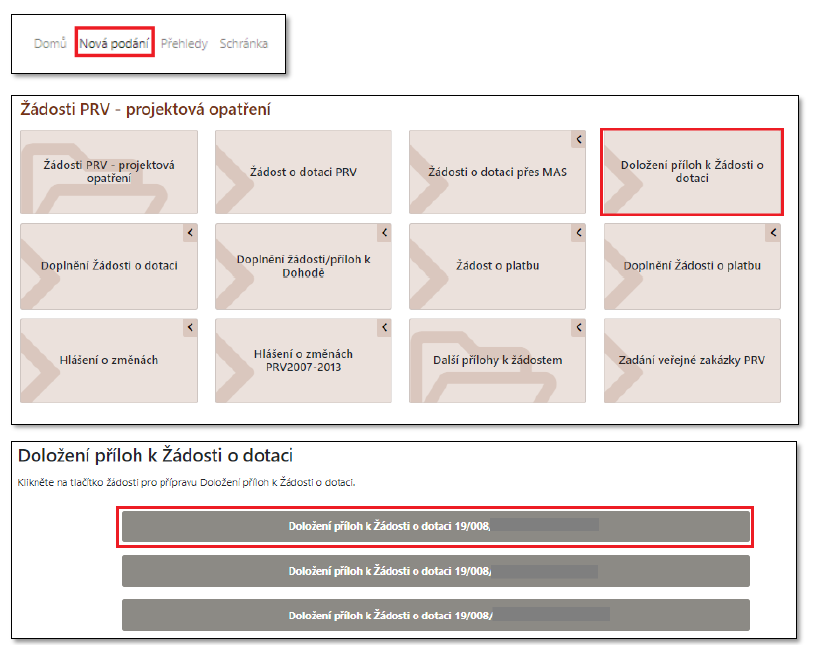 Domů Nová podání Přehledy Schránka
Žádosti PRV - projektová opatření
Žádosti PRV - projektová
opatření
Žádost o dotaci PRV
Žádosti o dotaci přes MAS
Doložení příloh k Žádosti o
dotaci
Doplnění Žádosti o dotaci
Doplnění žádosti/příloh k
Dohodě
Žádost o platbu
Doplnění Žádosti o platbu
Hlášení o změnách
Hlášení o změnách
PRV2007-2013
Další přílohy k žádostem
Zadání veřejné zakázky PRV
Doložení příloh k Žádosti o dotaci
Klikněte na tlačítko žádosti pro přípravu Doložení příloh k Žádosti o dotaci.
Doložení příloh k Žádosti o dotaci 19/008/
Doložení příloh k Žádosti o dotaci 19/008/
Doložení příloh k Žádosti o dotaci 19/008/